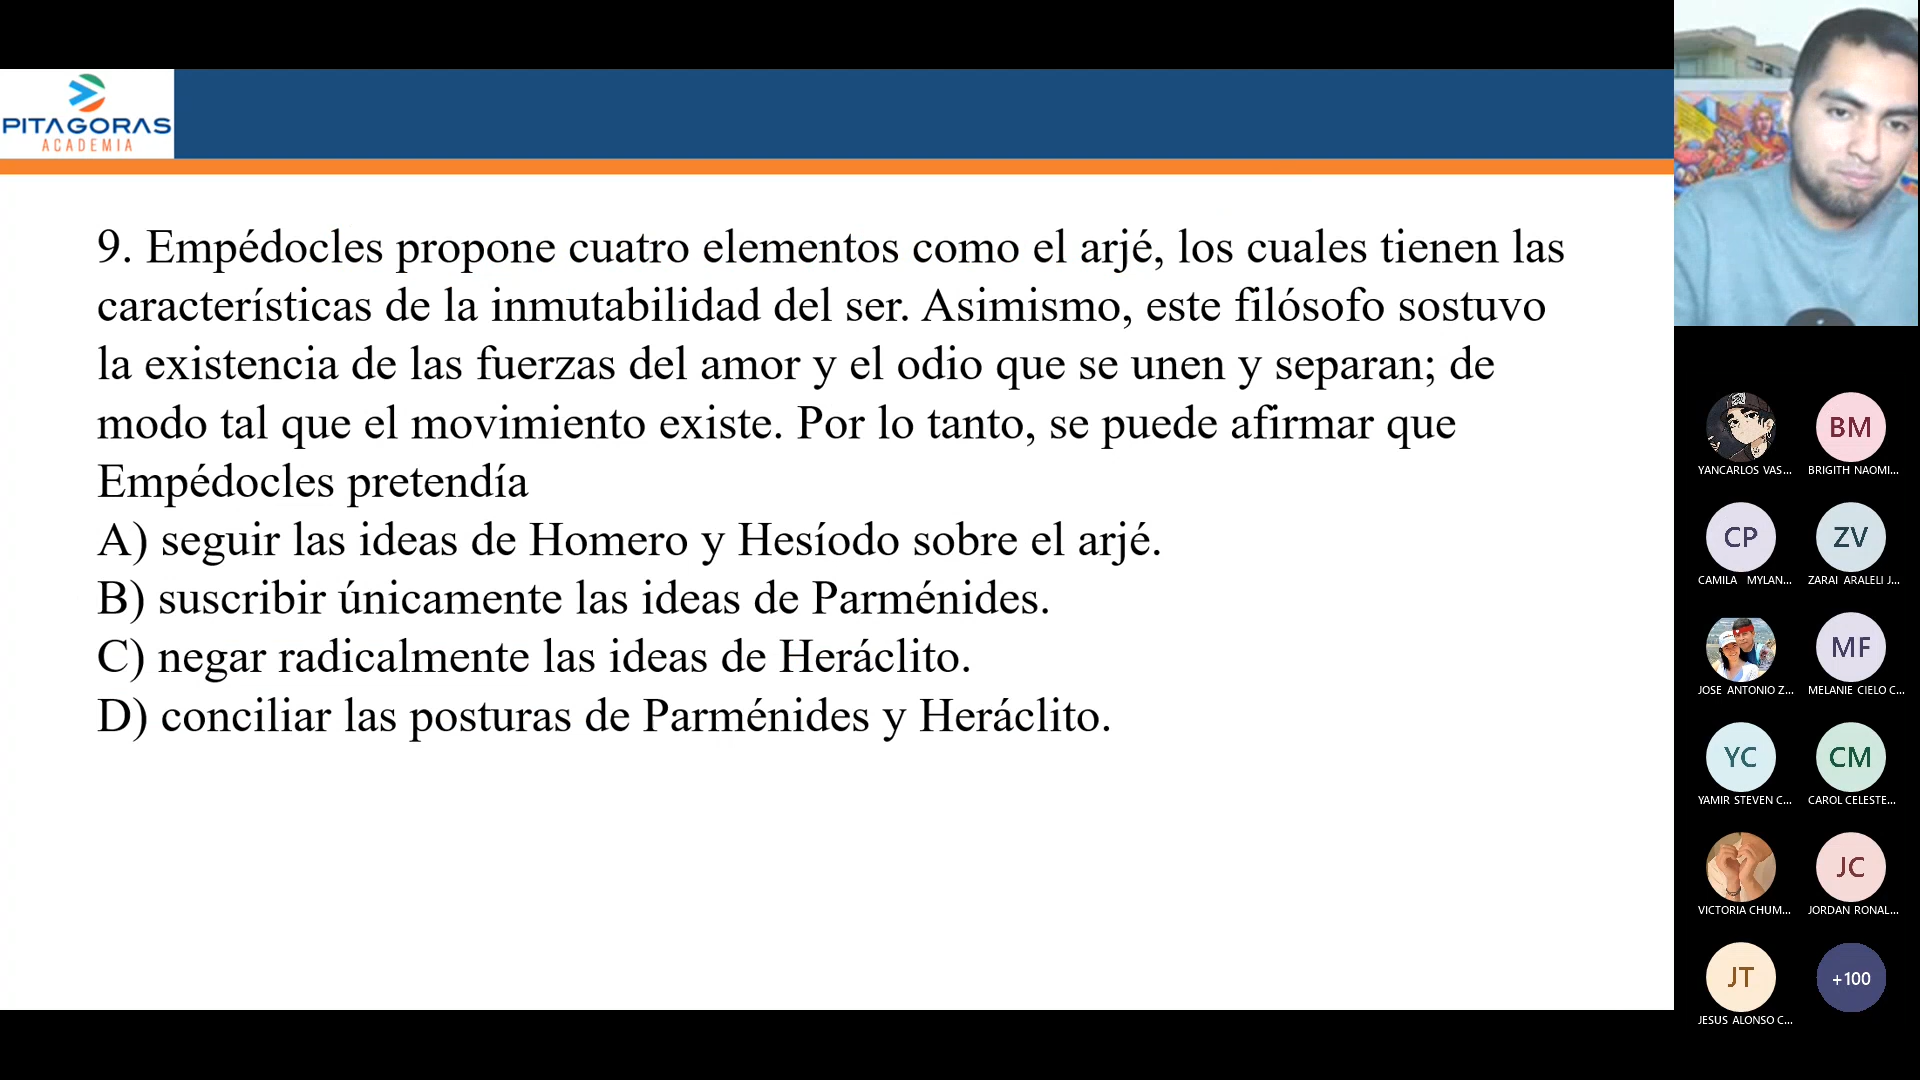 PITAGORAS
ACADEMIA
9. Empédocles propone cuatro elementos como el arjé, los cuales tienen las
características de la inmutabilidad del ser. Asimismo, este filósofo sostuvo
la existencia de las fuerzas del amor y el odio que se unen y separan; de
modo tal que el movimiento existe. Por lo tanto, se puede afirmar que
Empédocles pretendía
A) seguir las ideas de Homero y Hesíodo sobre el arjé.
B) suscribir únicamente las ideas de Parménides.
C) negar radicalmente las ideas de Heráclito.
D) conciliar las posturas de Parménides y Heráclito.
YANCARLOS VAS...
BM
BRIGITH NAOMI...
CP
CAMILA MYLAN...
ZV
ZARAI ARALELI J...
JOSE ANTONIO Z...
MF
MELANIE CIELO C...
YC
YAMIR STEVEN C...
CM
CAROL CELESTE...
VICTORIA CHUM...
JC
JORDAN RONAL...
JT
JESUS ALONSO C...
+100